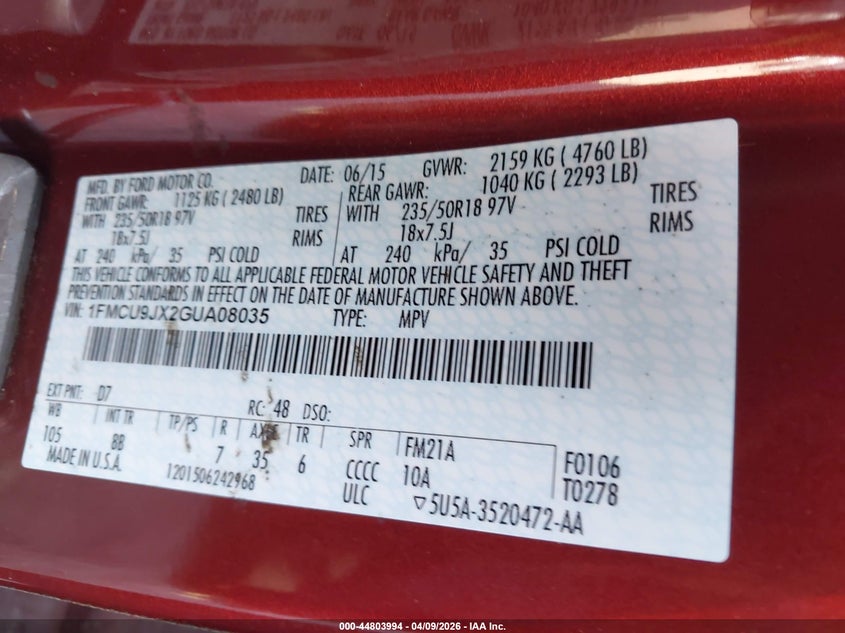 MFD. BY FORD MOTOR CO. DATE: 06/15 GVWR: 2159 KG ( 4760 LB)
FRONT GAWR: 1125 KG ( 2480 LB) REAR GAWR: 1040 KG ( 2293 LB)
WITH 235/50R18 97V TIRES WITH 235/50R18 97V TIRES
18x7.5J RIMS 18x7.5J RIMS
AT 240 kPa/ 35 PSI COLD AT 240 kPa/ 35 PSI COLD
THIS VEHICLE CONFORMS TO ALL APPLICABLE FEDERAL MOTOR VEHICLE SAFETY AND THEFT
PREVENTION STANDARDS IN EFFECT ON THE DATE OF MANUFACTURE SHOWN ABOVE.
VIN: 1FMCU9JX2GUA08035 TYPE: MPV
EXT PNT: D7 RC: 48 DSO:
WB INT TR TP/PS R AXLE TR SPR FM21A F0106
105 BB 7 35 6 CCCC 10A T0278
MADE IN U.S.A. 1201506242968 ULC ▽5U5A-3520472-AA
000-44803994 | 04/09/2026 - IAA Inc.